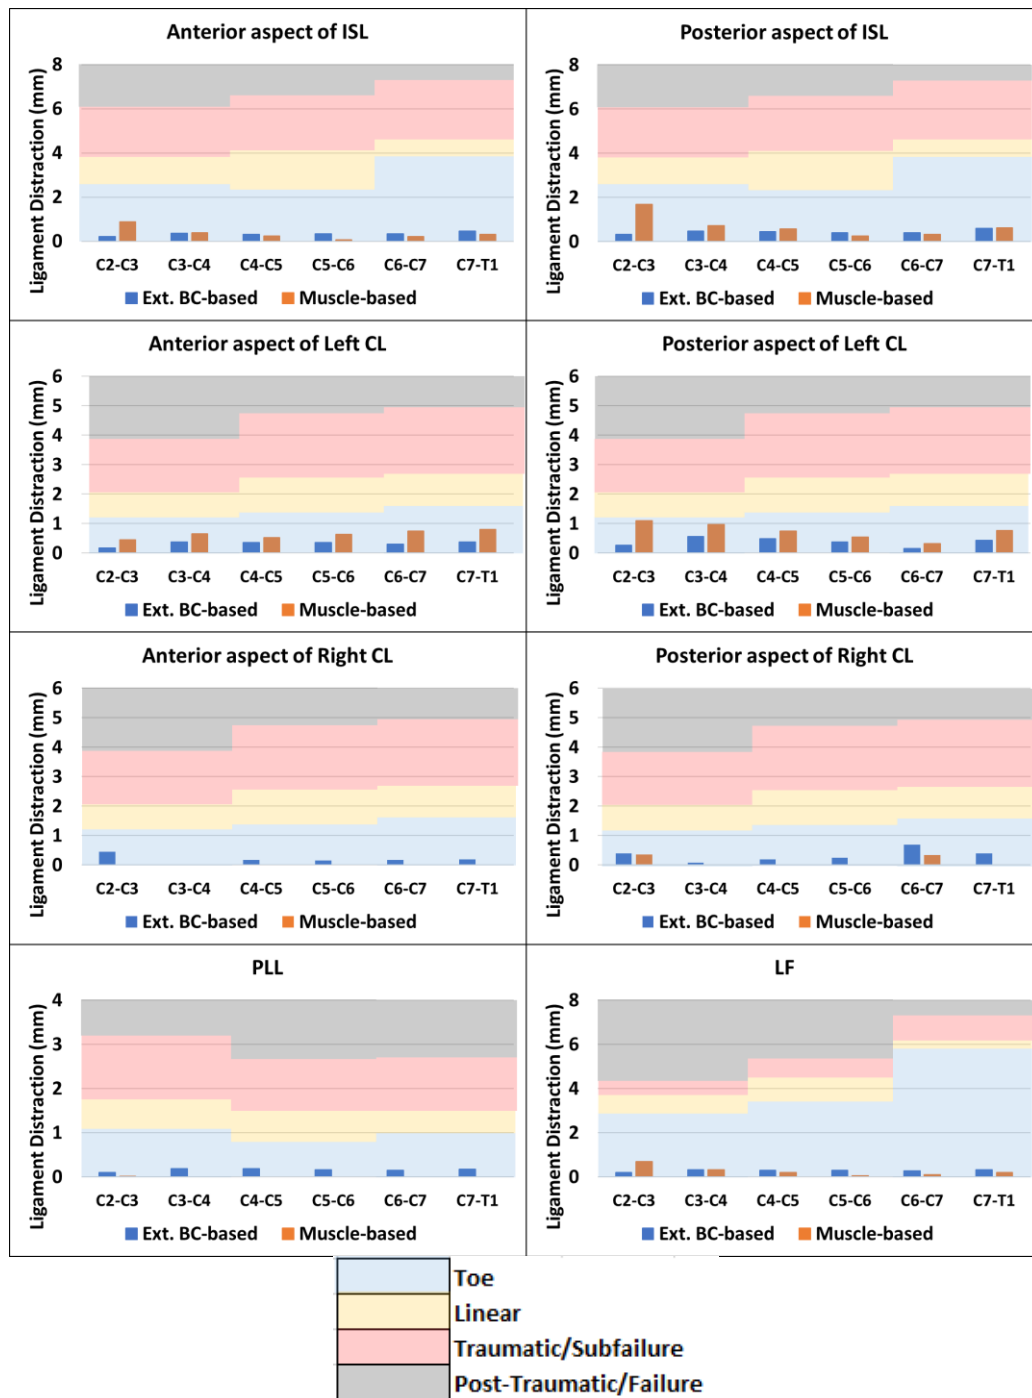 Anterior aspect of ISL
Ligament Distraction (mm)
8
6
4
2
0
C2-C3 C3-C4 C4-C5 C5-C6 C6-C7 C7-T1
Ext. BC-based Muscle-based
Posterior aspect of ISL
Ligament Distraction (mm)
8
6
4
2
0
C2-C3 C3-C4 C4-C5 C5-C6 C6-C7 C7-T1
Ext. BC-based Muscle-based
Anterior aspect of Left CL
Ligament Distraction (mm)
6
5
4
3
2
1
0
C2-C3 C3-C4 C4-C5 C5-C6 C6-C7 C7-T1
Ext. BC-based Muscle-based
Posterior aspect of Left CL
Ligament Distraction (mm)
6
5
4
3
2
1
0
C2-C3 C3-C4 C4-C5 C5-C6 C6-C7 C7-T1
Ext. BC-based Muscle-based
Anterior aspect of Right CL
Ligament Distraction (mm)
6
5
4
3
2
1
0
C2-C3 C3-C4 C4-C5 C5-C6 C6-C7 C7-T1
Ext. BC-based Muscle-based
Posterior aspect of Right CL
Ligament Distraction (mm)
6
5
4
3
2
1
0
C2-C3 C3-C4 C4-C5 C5-C6 C6-C7 C7-T1
Ext. BC-based Muscle-based
PLL
Ligament Distraction (mm)
4
3
2
1
0
C2-C3 C3-C4 C4-C5 C5-C6 C6-C7 C7-T1
Ext. BC-based Muscle-based
LF
Ligament Distraction (mm)
8
6
4
2
0
C2-C3 C3-C4 C4-C5 C5-C6 C6-C7 C7-T1
Ext. BC-based Muscle-based
Toe
Linear
Traumatic/Subfailure
Post-Traumatic/Failure